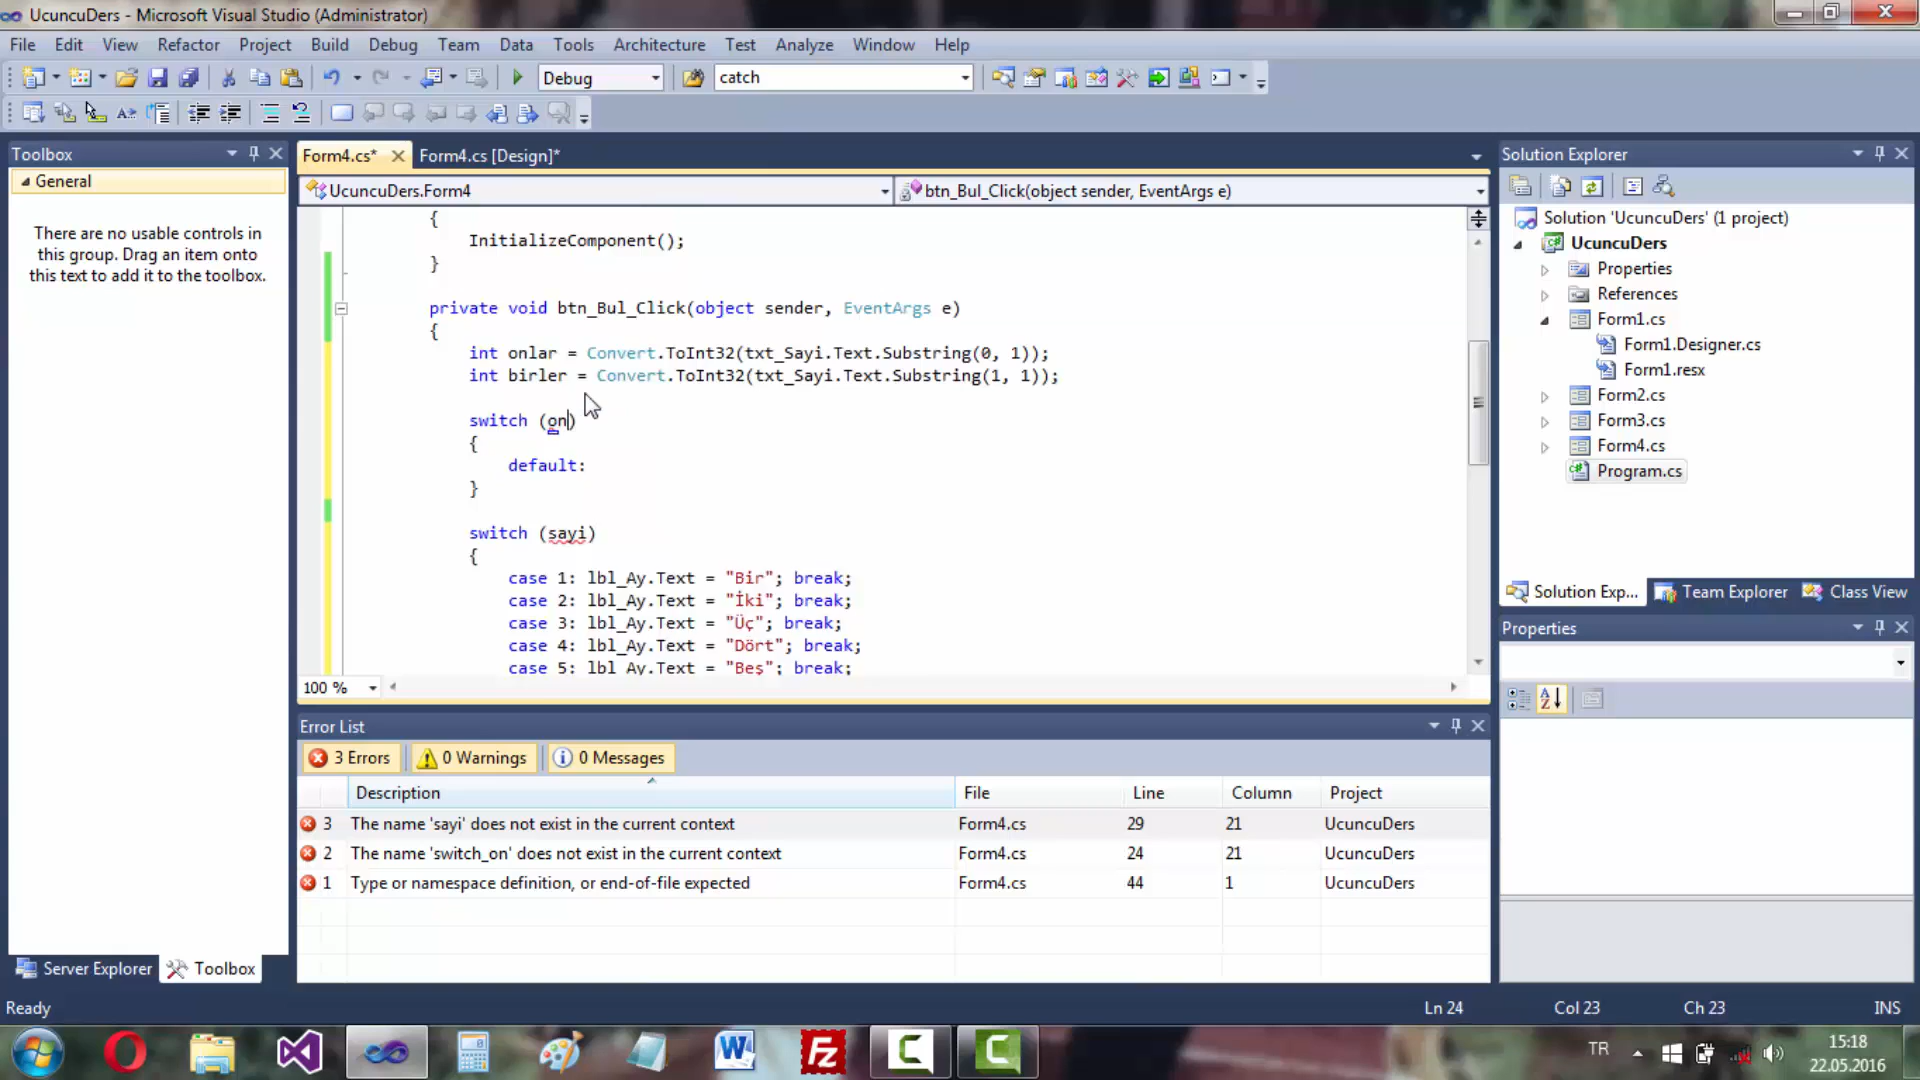 UcuncuDers - Microsoft Visual Studio (Administrator)
File Edit View Refactor Project Build Debug Team Data Tools Architecture Test Analyze Window Help
Debug catch
Toolbox
General
There are no usable controls in
this group. Drag an item onto
this text to add it to the toolbox.
Server Explorer Toolbox
Form4.cs* Form4.cs [Design]*
UcuncuDers.Form4 btn_Bul_Click(object sender, EventArgs e)
{
InitializeComponent();
}
private void btn_Bul_Click(object sender, EventArgs e)
{
int onlar = Convert.ToInt32(txt_Sayi.Text.Substring(0, 1));
int birler = Convert.ToInt32(txt_Sayi.Text.Substring(1, 1));
switch (on)
{
default:
}
switch (sayi)
{
case 1: lbl_Ay.Text = "Bir"; break;
case 2: lbl_Ay.Text = "İki"; break;
case 3: lbl_Ay.Text = "Üç"; break;
case 4: lbl_Ay.Text = "Dört"; break;
case 5: lbl_Ay.Text = "Beş"; break;
100 %
Error List
3 Errors 0 Warnings 0 Messages
Description File Line Column Project
3 The name 'sayi' does not exist in the current context Form4.cs 29 21 UcuncuDers
2 The name 'switch_on' does not exist in the current context Form4.cs 24 21 UcuncuDers
1 Type or namespace definition, or end-of-file expected Form4.cs 44 1 UcuncuDers
Solution Explorer
Solution 'UcuncuDers' (1 project)
UcuncuDers
Properties
References
Form1.cs
Form1.Designer.cs
Form1.resx
Form2.cs
Form3.cs
Form4.cs
Program.cs
Solution Exp... Team Explorer Class View
Properties
Ready Ln 24 Col 23 Ch 23 INS
TR 15:18
22.05.2016